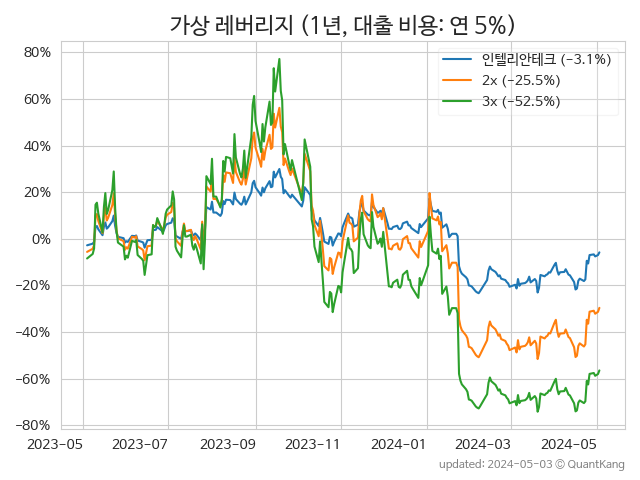 가상 레버리지 (1년, 대출 비용: 연 5%)
80%
60%
40%
20%
0%
−20%
−40%
−60%
−80%
인텔리안테크 (−3.1%)
2x (−25.5%)
3x (−52.5%)
2023-05 2023-07 2023-09 2023-11 2024-01 2024-03 2024-05
updated: 2024-05-03 ⓒ QuantKang